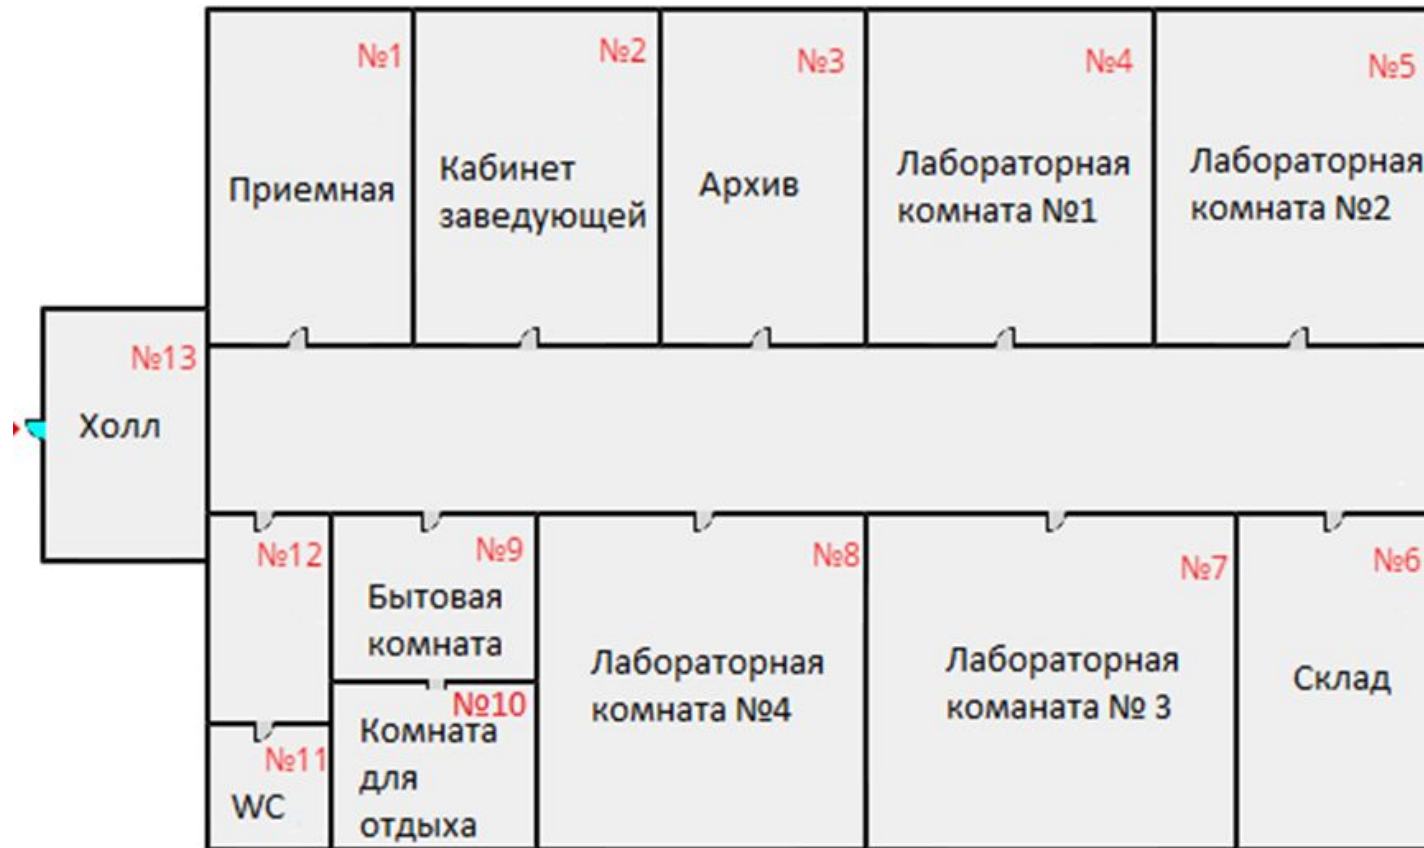 №1
Приемная
№2
Кабинет
заведующей
№3
Архив
№4
Лабораторная
комната №1
№5
Лабораторная
комната №2
№13
Холл
№12
№9
Бытовая
комната
№8
Лабораторная
комната №4
№7
Лабораторная
команата № 3
№6
Склад
№10
Комната
для
отдыха
№11
WC